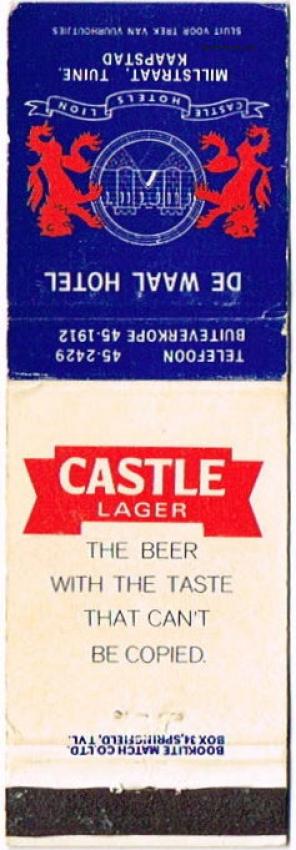 DE WAAL HOTEL
CASTLE HOTELS LION
MILLSTRAAT, TUINE,
KAAPSTAD
SLUIT VOOR TREK VAN VUURHOUTJIES
TELEFOON 45-2429
BUITEVERKOPE 45-1912
CASTLE
LAGER
THE BEER
WITH THE TASTE
THAT CAN'T
BE COPIED.
BOOKLITE MATCH CO. LTD.
BOX 34, SPRINGFIELD, TVL.